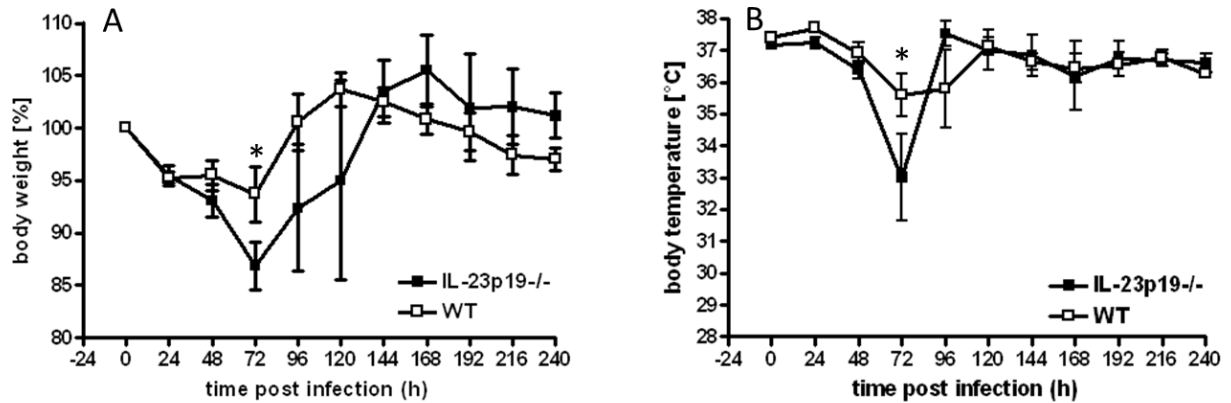 A
110
105
100
95
90
85
80
body weight [%]
*
IL-23p19-/-
WT
-24 0 24 48 72 96 120 144 168 192 216 240
time post infection (h)
B
38
37
36
35
34
33
32
31
30
29
28
body temperature [°C]
*
IL-23p19-/-
WT
-24 0 24 48 72 96 120 144 168 192 216 240
time post infection (h)